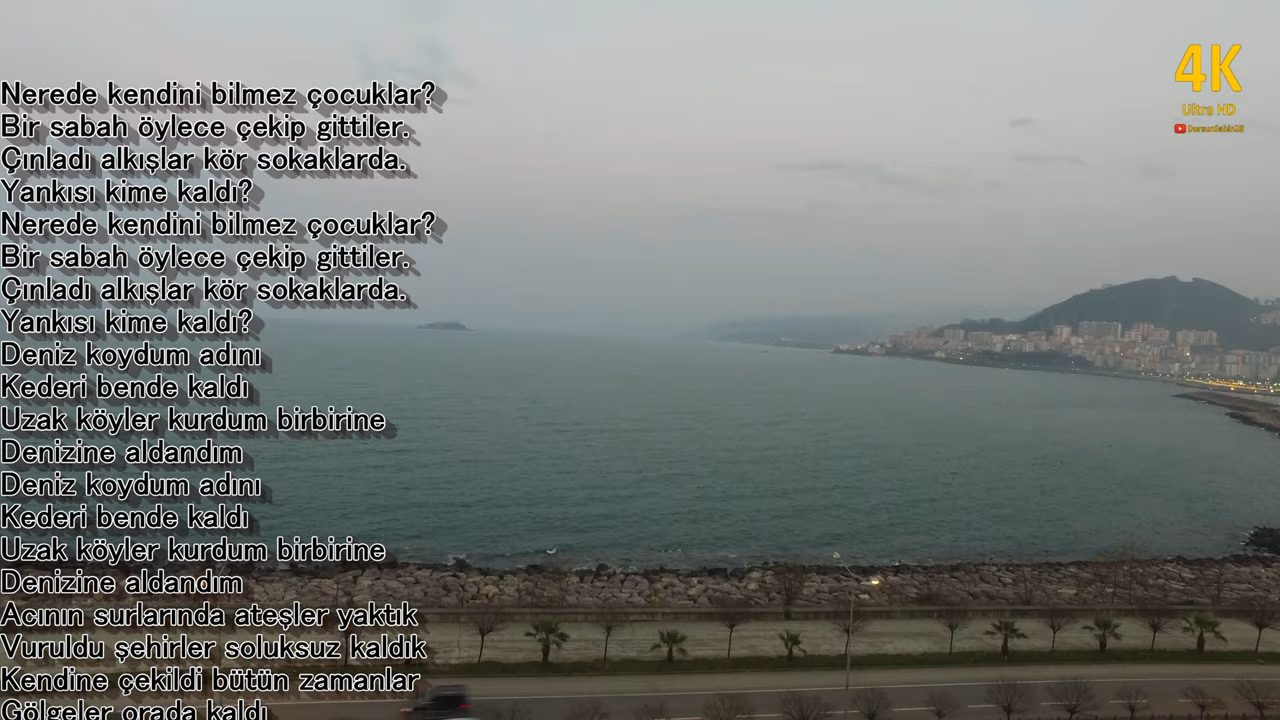 Nerede kendini bilmez çocuklar?
Bir sabah öylece çekip gittiler.
Çınladı alkışlar kör sokaklarda.
Yankısı kime kaldı?
Nerede kendini bilmez çocuklar?
Bir sabah öylece çekip gittiler.
Çınladı alkışlar kör sokaklarda.
Yankısı kime kaldı?
Deniz koydum adını
Kederi bende kaldı
Uzak köyler kurdum birbirine
Denizine aldandım
Deniz koydum adını
Kederi bende kaldı
Uzak köyler kurdum birbirine
Denizine aldandım
Acının surlarında ateşler yaktık
Vuruldu şehirler soluksuz kaldık
Kendine çekildi bütün zamanlar
Gölgeler orada kaldı
4K
Ultra HD
DursunSahin28